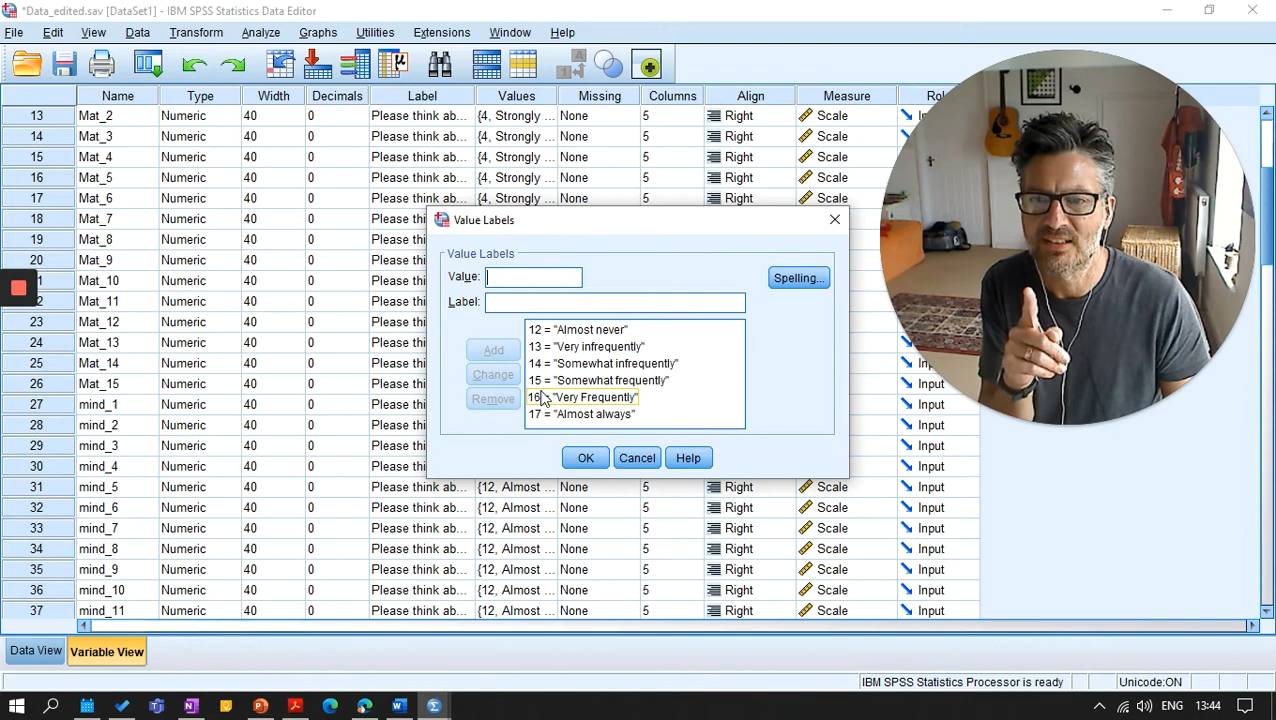 *Data_edited.sav [DataSet1] - IBM SPSS Statistics Data Editor
File Edit View Data Transform Analyze Graphs Utilities Extensions Window Help
Name Type Width Decimals Label Values Missing Columns Align Measure Rol
13 Mat_2 Numeric 40 0 Please think ab... {4, Strongly ... None 5 Right Scale
14 Mat_3 Numeric 40 0 Please think ab... {4, Strongly ... None 5 Right Scale
15 Mat_4 Numeric 40 0 Please think ab... {4, Strongly ... None 5 Right Scale
16 Mat_5 Numeric 40 0 Please think ab... {4, Strongly ... None 5 Right Scale
17 Mat_6 Numeric 40 0 Please think ab... {4, Strongly ... None 5 Right Scale
18 Mat_7 Numeric 40 0 Please
19 Mat_8 Numeric 40 0 Please
20 Mat_9 Numeric 40 0 Please
Mat_10 Numeric 40 0 Please
Mat_11 Numeric 40 0 Please
23 Mat_12 Numeric 40 0 Please
24 Mat_13 Numeric 40 0 Please
25 Mat_14 Numeric 40 0 Please
26 Mat_15 Numeric 40 0 Please
27 mind_1 Numeric 40 0 Please Input
28 mind_2 Numeric 40 0 Please Input
29 mind_3 Numeric 40 0 Please Input
30 mind_4 Numeric 40 0 Please Input
31 mind_5 Numeric 40 0 Please think ab... {12, Almost ... None 5 Right Scale Input
32 mind_6 Numeric 40 0 Please think ab... {12, Almost ... None 5 Right Scale Input
33 mind_7 Numeric 40 0 Please think ab... {12, Almost ... None 5 Right Scale Input
34 mind_8 Numeric 40 0 Please think ab... {12, Almost ... None 5 Right Scale Input
35 mind_9 Numeric 40 0 Please think ab... {12, Almost ... None 5 Right Scale Input
36 mind_10 Numeric 40 0 Please think ab... {12, Almost ... None 5 Right Scale Input
37 mind_11 Numeric 40 0 Please think ab... {12, Almost ... None 5 Right Scale Input
Value Labels
Value Labels
Value: Spelling...
Label:
12 = "Almost never"
13 = "Very infrequently"
14 = "Somewhat infrequently"
15 = "Somewhat frequently"
16 = "Very Frequently"
17 = "Almost always"
Add
Change
Remove
OK Cancel Help
Data View Variable View
IBM SPSS Statistics Processor is ready Unicode:ON
ENG 13:44